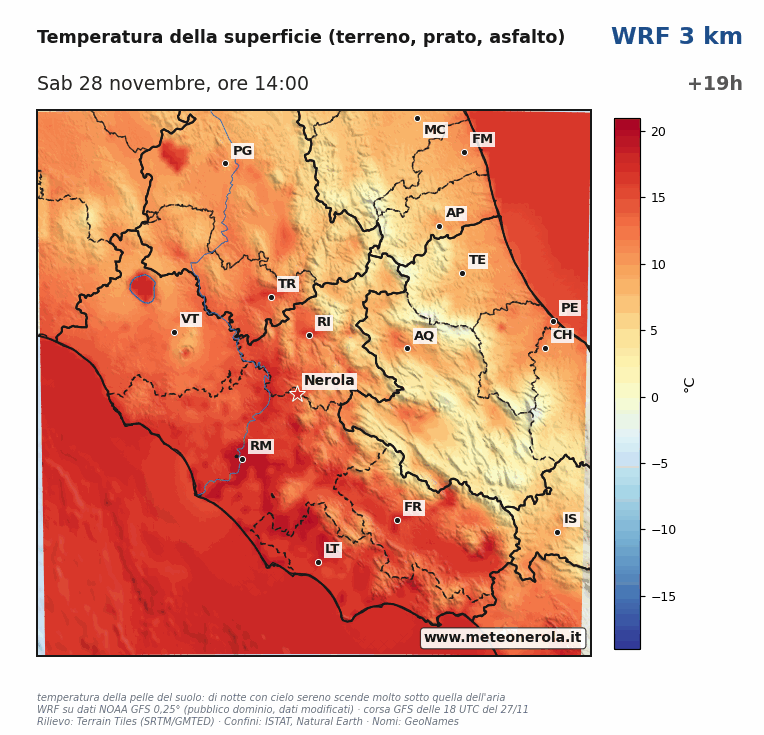 Temperatura della superficie (terreno, prato, asfalto)
WRF 3 km
Sab 28 novembre, ore 14:00
+19h
MC
FM
PG
AP
TE
TR
PE
VT
RI
AQ
CH
Nerola
RM
FR
IS
LT
www.meteonerola.it
20
15
10
5
0
−5
−10
−15
°C
temperatura della pelle del suolo: di notte con cielo sereno scende molto sotto quella dell'aria
WRF su dati NOAA GFS 0,25° (pubblico dominio, dati modificati) · corsa GFS delle 18 UTC del 27/11
Rilievo: Terrain Tiles (SRTM/GMTED) · Confini: ISTAT, Natural Earth · Nomi: GeoNames